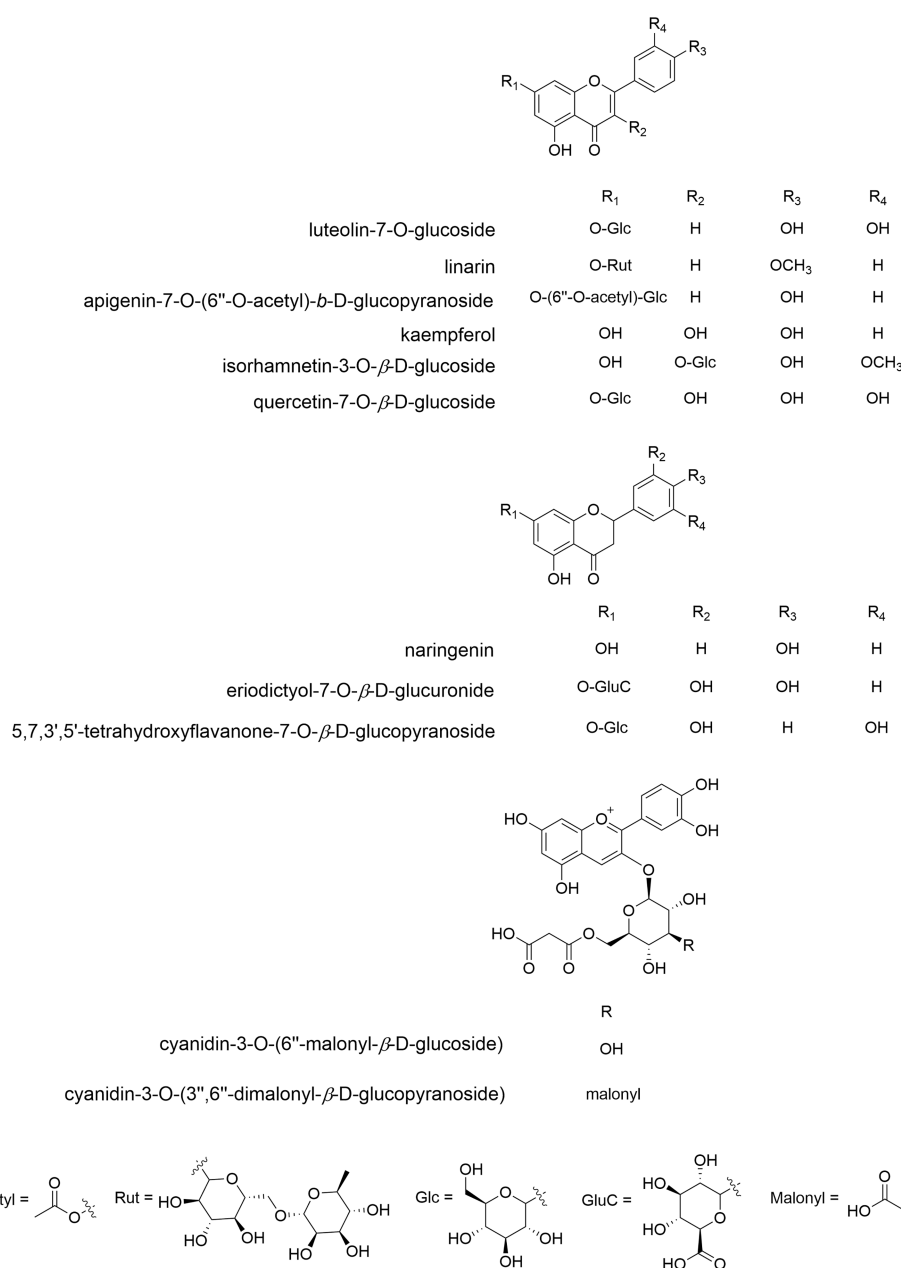 R4
R3
R1
O
R2
OH O
R1 R2 R3 R4
luteolin-7-O-glucoside O-Glc H OH OH
linarin O-Rut H OCH3 H
apigenin-7-O-(6"-O-acetyl)-b-D-glucopyranoside O-(6"-O-acetyl)-Glc H OH H
kaempferol OH OH OH H
isorhamnetin-3-O-β-D-glucoside OH O-Glc OH OCH3
quercetin-7-O-β-D-glucoside O-Glc OH OH OH
R2
R3
R1 O
R4
OH O
R1 R2 R3 R4
naringenin OH H OH H
eriodictyol-7-O-β-D-glucuronide O-GluC OH OH H
5,7,3',5'-tetrahydroxyflavanone-7-O-β-D-glucopyranoside O-Glc OH H OH
OH
HO O+
OH
O
OH
O OH
HO O R
O O OH
R
cyanidin-3-O-(6"-malonyl-β-D-glucoside) OH
cyanidin-3-O-(3",6"-dimalonyl-β-D-glucopyranoside) malonyl
tyl = O O
Rut = O HO HO OH O O OH HO OH
Glc = OH O HO OH OH
GluC = OH HO O HO HO O
Malonyl = O HO